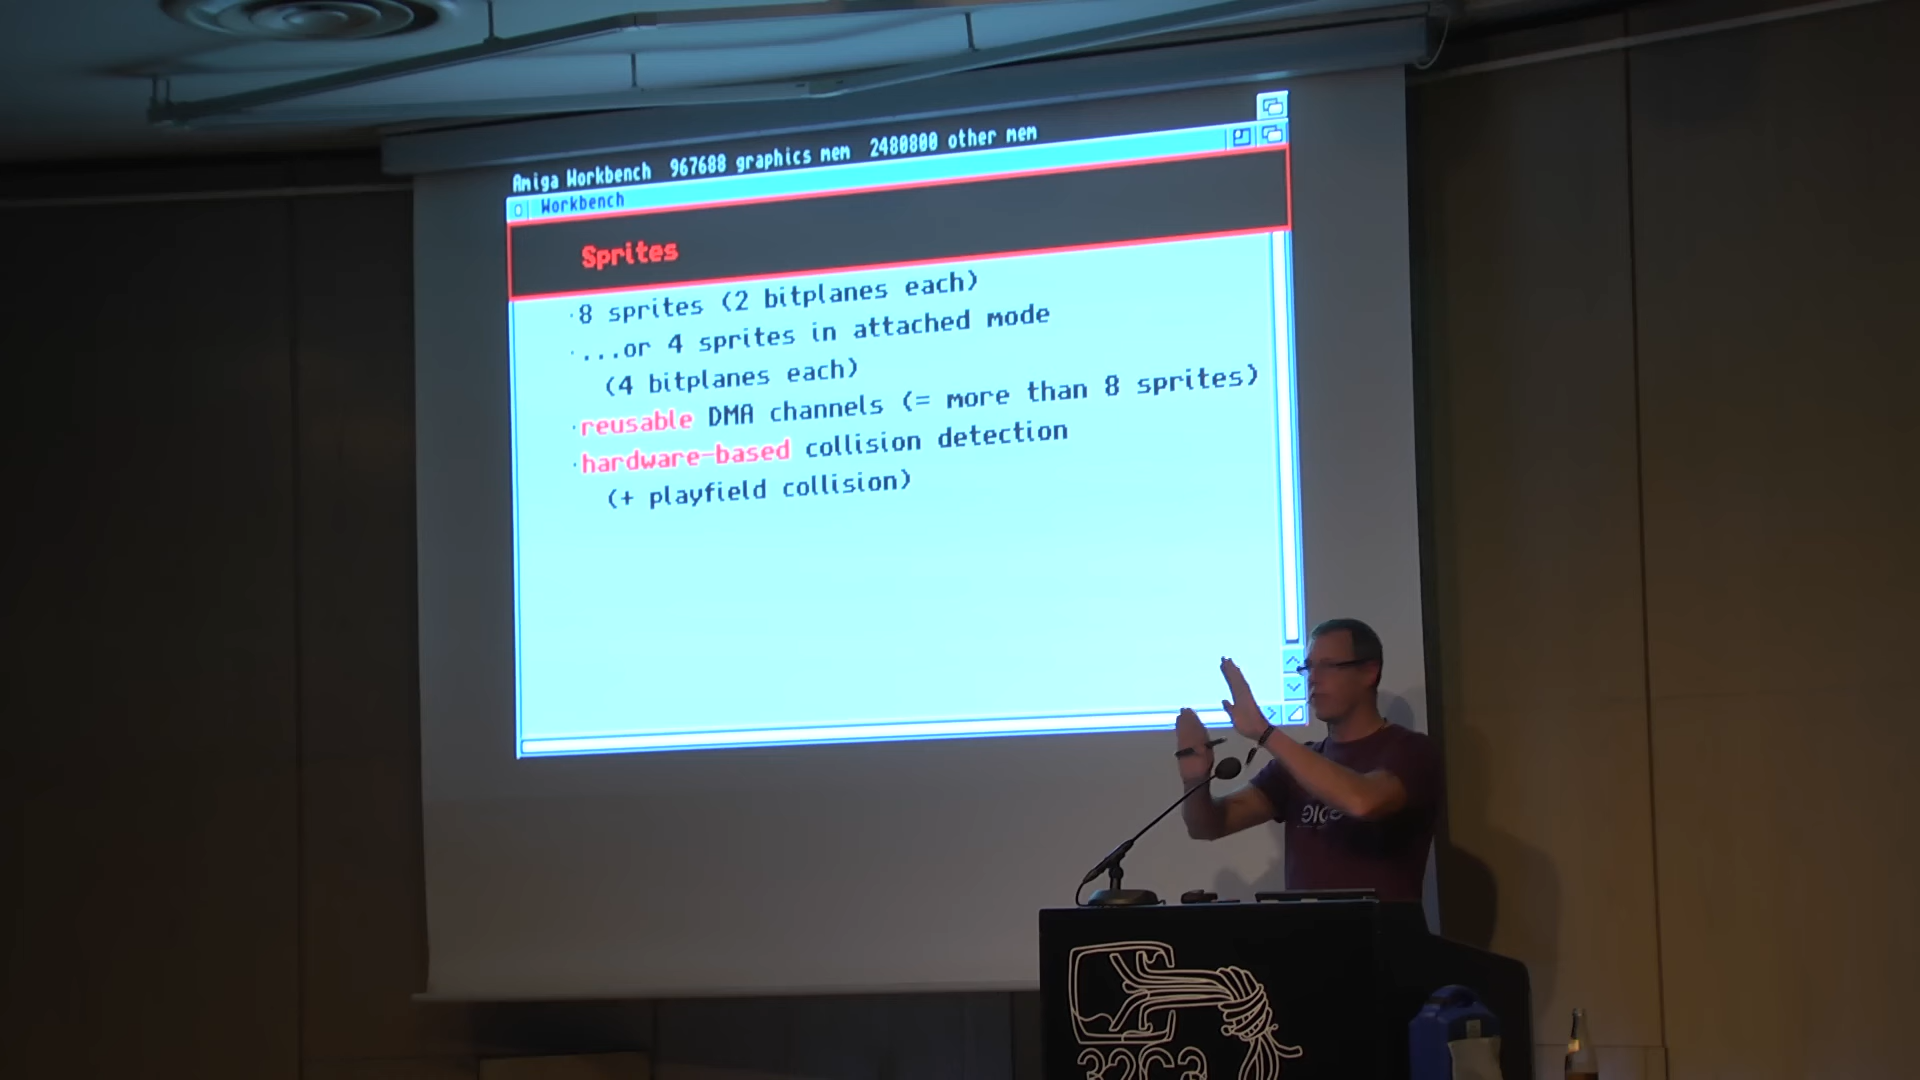 Amiga Workbench 967688 graphics mem 2480800 other mem
Workbench
Sprites
·8 sprites (2 bitplanes each)
·...or 4 sprites in attached mode
(4 bitplanes each)
·reusable DMA channels (= more than 8 sprites)
·hardware-based collision detection
(+ playfield collision)
32C3